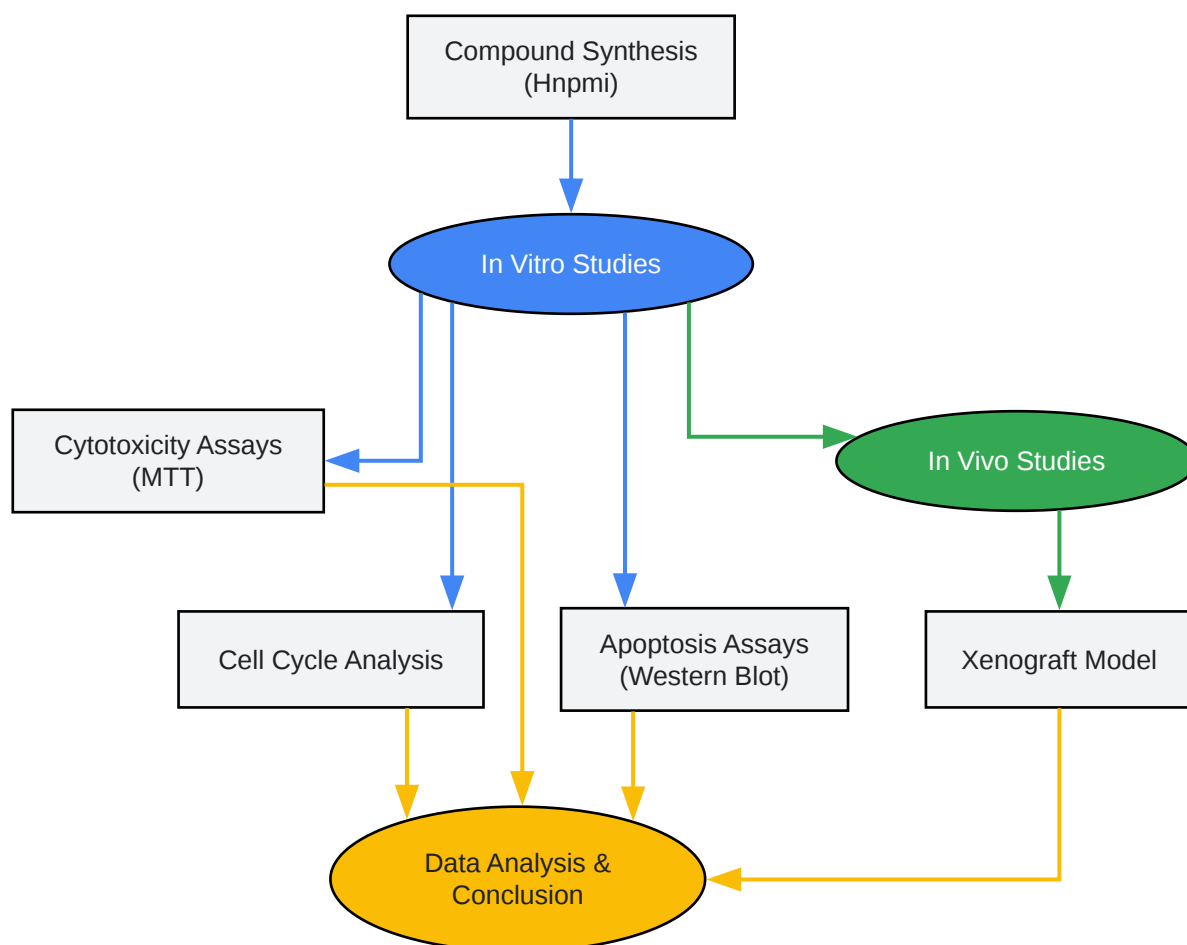 Compound Synthesis
(Hnpmi)
In Vitro Studies
Cytotoxicity Assays
(MTT)
In Vivo Studies
Cell Cycle Analysis
Apoptosis Assays
(Western Blot)
Xenograft Model
Data Analysis &
Conclusion